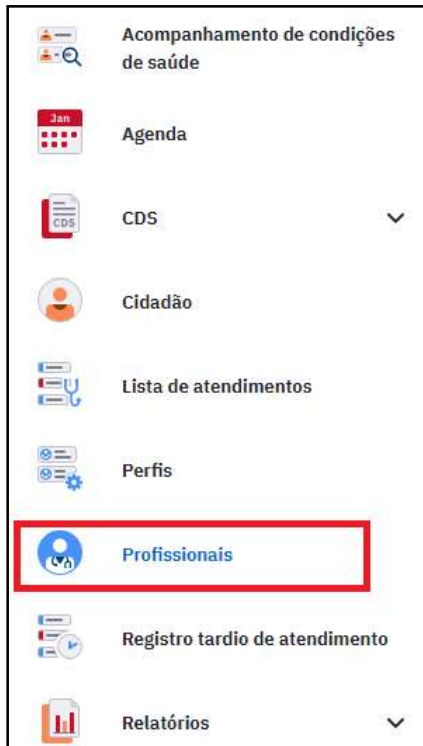 Acompanhamento de condições
de saúde
Jan
Agenda
CDS
CDS
Cidadão
Lista de atendimentos
Perfis
Profissionais
Registro tardio de atendimento
Relatórios